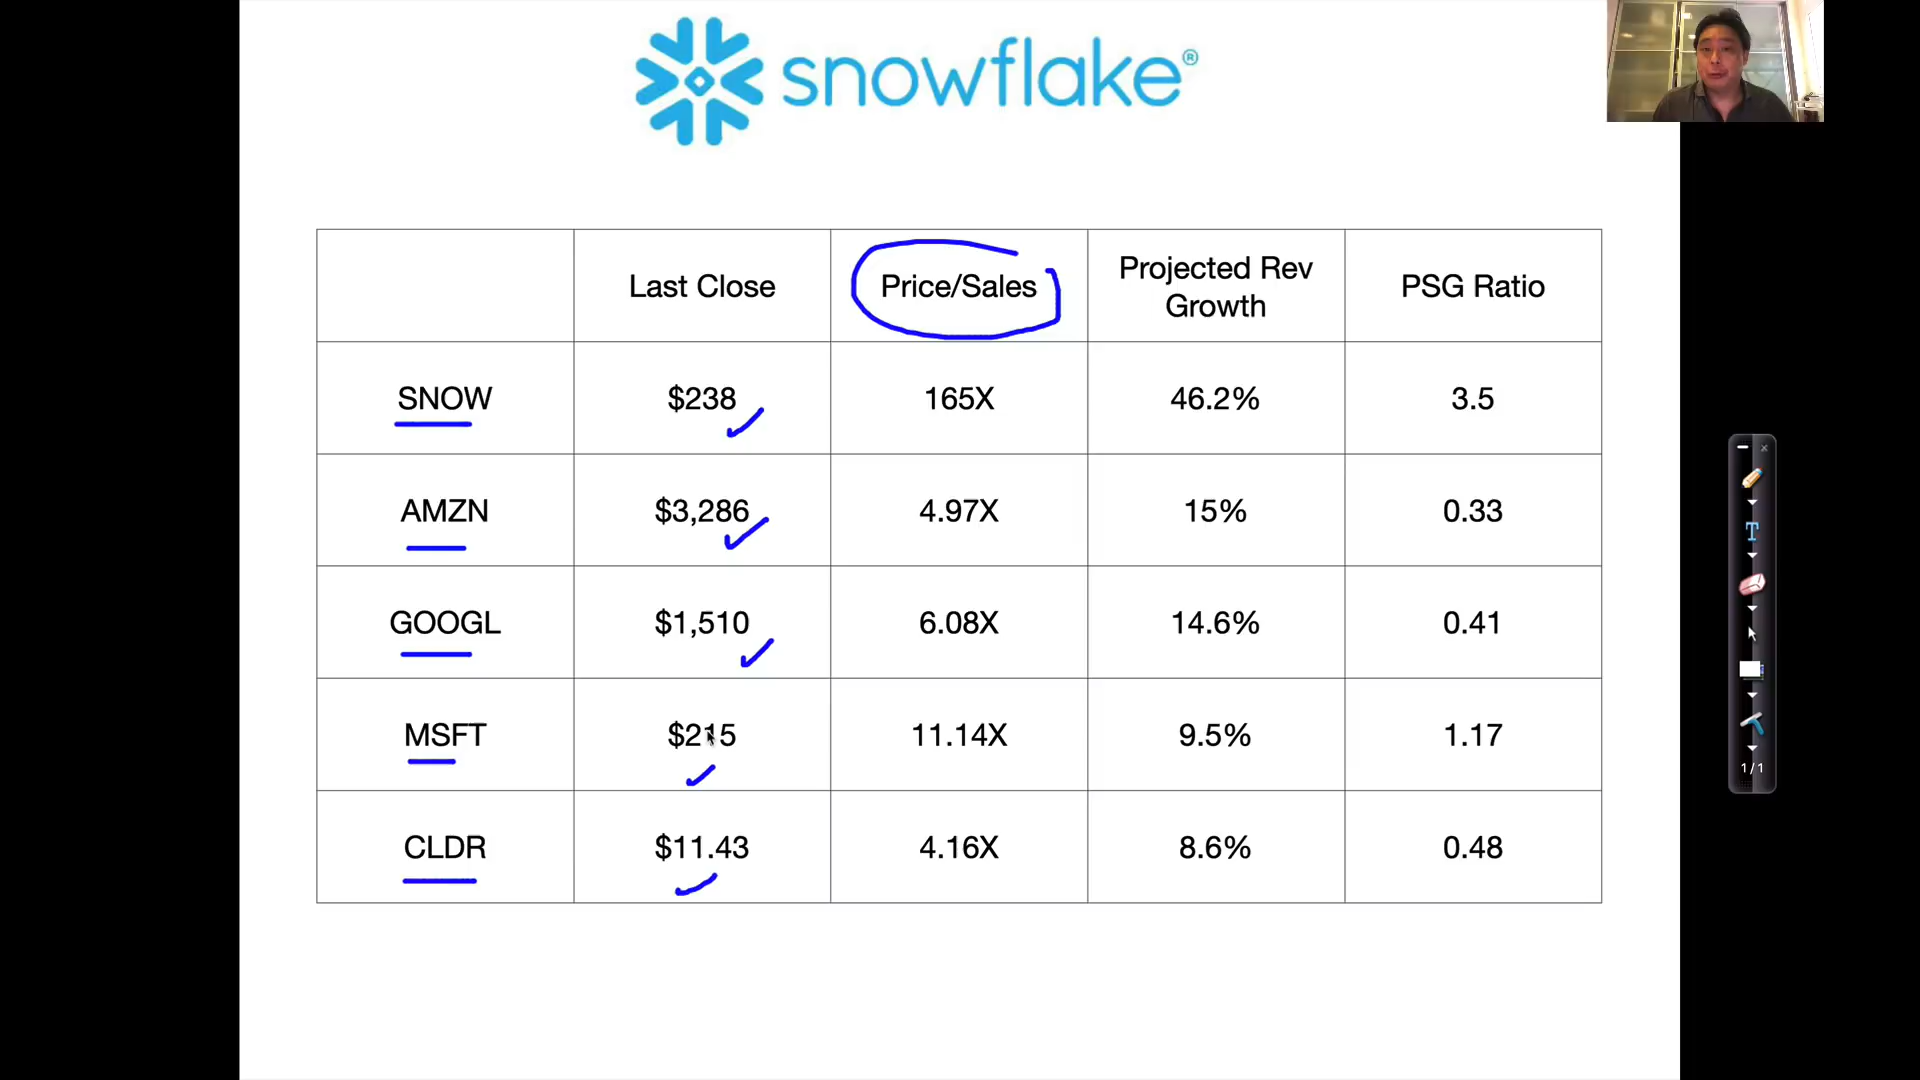 snowflake®
Last Close Price/Sales Projected Rev Growth PSG Ratio
SNOW $238 165X 46.2% 3.5
AMZN $3,286 4.97X 15% 0.33
GOOGL $1,510 6.08X 14.6% 0.41
MSFT $215 11.14X 9.5% 1.17
CLDR $11.43 4.16X 8.6% 0.48
T
1/1